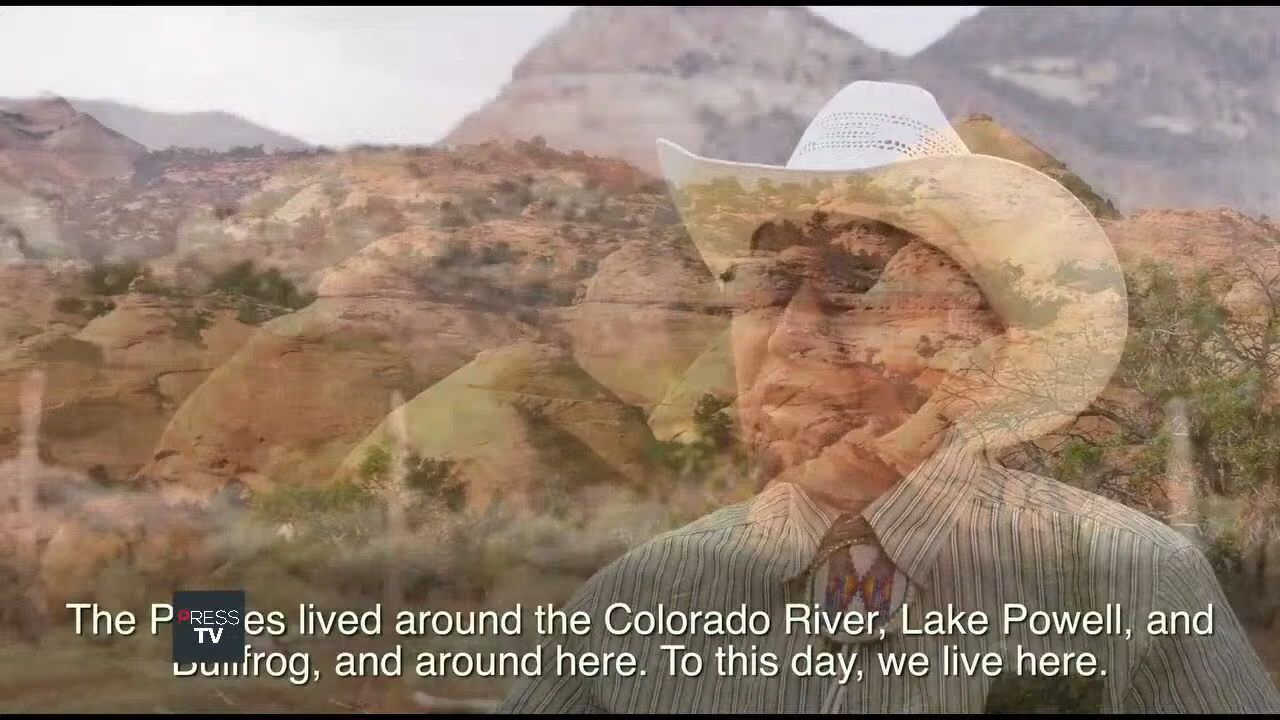 The P es lived around the Colorado River, Lake Powell, and
PRESS
TV
Bullfrog, and around here. To this day, we live here.